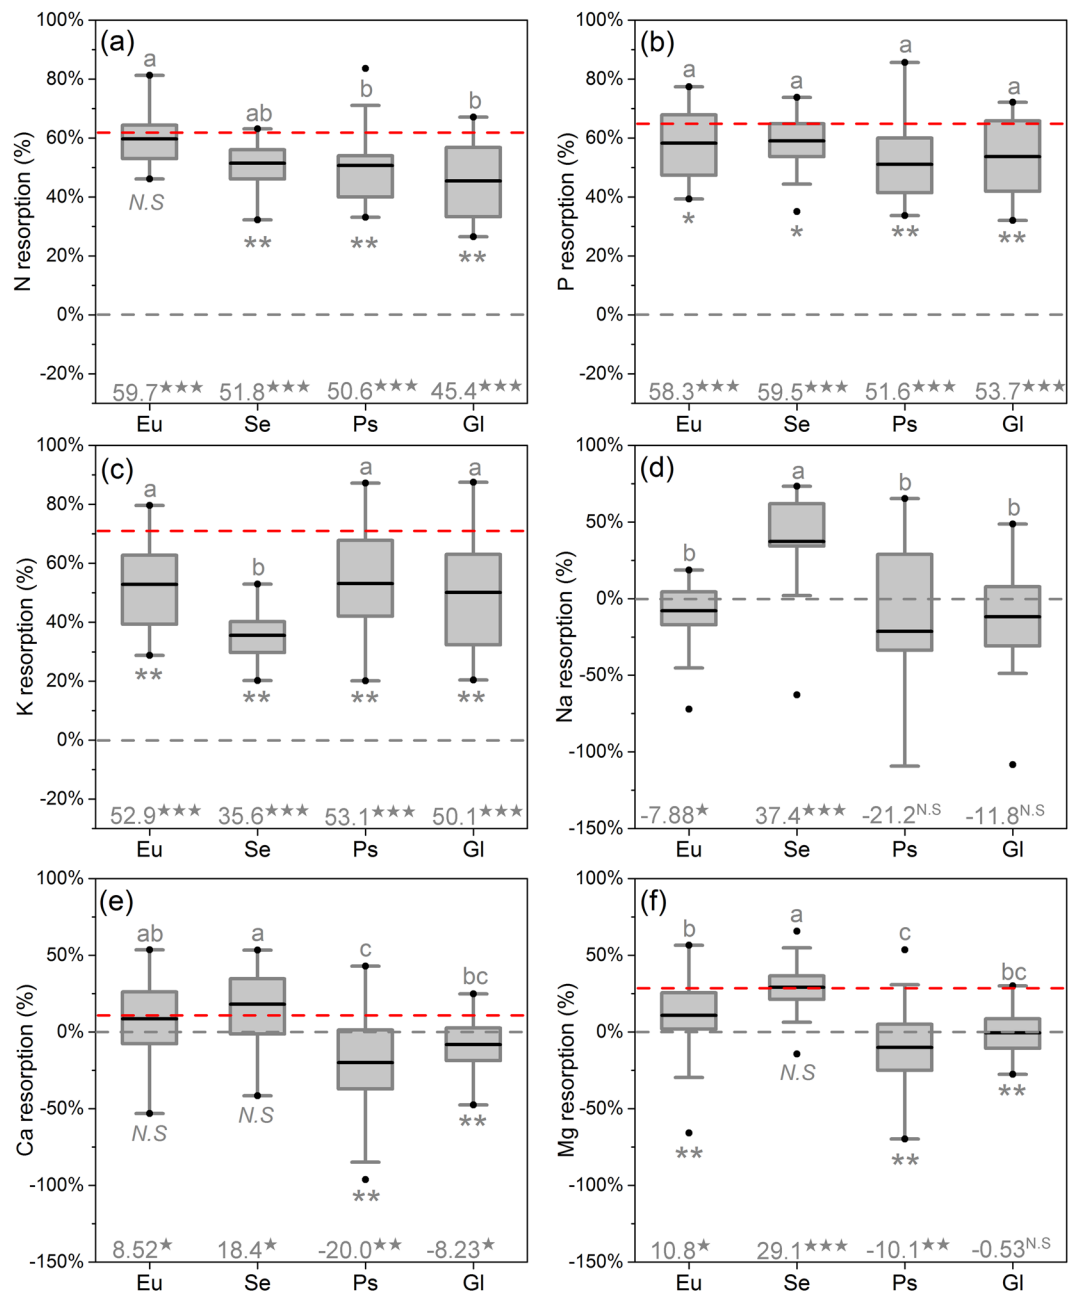 (a)
100%
80%
60%
40%
20%
0%
-20%
N resorption (%)
a
ab
b
b
N.S
**
**
**
59.7★★★ 51.8★★★ 50.6★★★ 45.4★★★
Eu Se Ps Gl
(b)
100%
80%
60%
40%
20%
0%
-20%
P resorption (%)
a
a
a
a
*
*
**
**
58.3★★★ 59.5★★★ 51.6★★★ 53.7★★★
Eu Se Ps Gl
(c)
100%
80%
60%
40%
20%
0%
-20%
K resorption (%)
a
b
a
a
**
**
**
**
52.9★★★ 35.6★★★ 53.1★★★ 50.1★★★
Eu Se Ps Gl
(d)
100%
50%
0%
-50%
-100%
-150%
Na resorption (%)
b
a
b
b
-7.88★ 37.4★★★ -21.2N.S -11.8N.S
Eu Se Ps Gl
(e)
100%
50%
0%
-50%
-100%
-150%
Ca resorption (%)
ab
a
c
bc
N.S
N.S
**
**
8.52★ 18.4★ -20.0★★ -8.23★
Eu Se Ps Gl
(f)
100%
50%
0%
-50%
-100%
-150%
Mg resorption (%)
b
a
c
bc
**
N.S
**
**
10.8★ 29.1★★★ -10.1★★ -0.53N.S
Eu Se Ps Gl